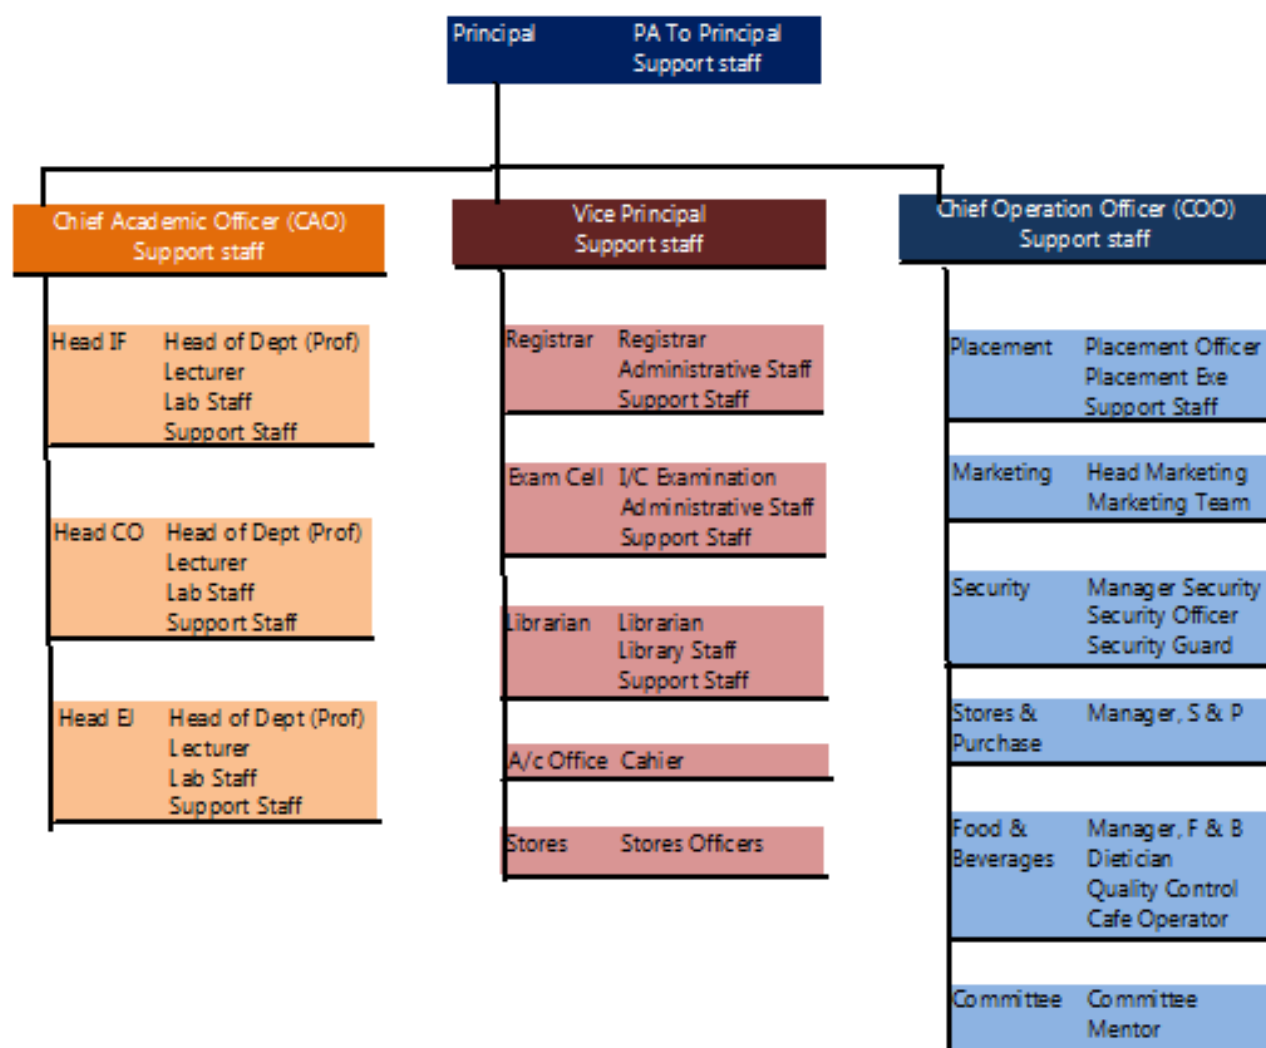 Principal PA To Principal
Support staff
Chief Academic Officer (CAO)
Support staff
Head IF Head of Dept (Prof)
Lecturer
Lab Staff
Support Staff
Head CO Head of Dept (Prof)
Lecturer
Lab Staff
Support Staff
Head EJ Head of Dept (Prof)
Lecturer
Lab Staff
Support Staff
Vice Principal
Support staff
Registrar Registrar
Administrative Staff
Support Staff
Exam Cell I/C Examination
Administrative Staff
Support Staff
Librarian Librarian
Library Staff
Support Staff
A/c Office Cahier
Stores Stores Officers
Chief Operation Officer (COO)
Support staff
Placement Placement Officer
Placement Exe
Support Staff
Marketing Head Marketing
Marketing Team
Security Manager Security
Security Officer
Security Guard
Stores & Manager, S & P
Purchase
Food & Manager, F & B
Beverages Dietician
Quality Control
Cafe Operator
Committee Committee
Mentor